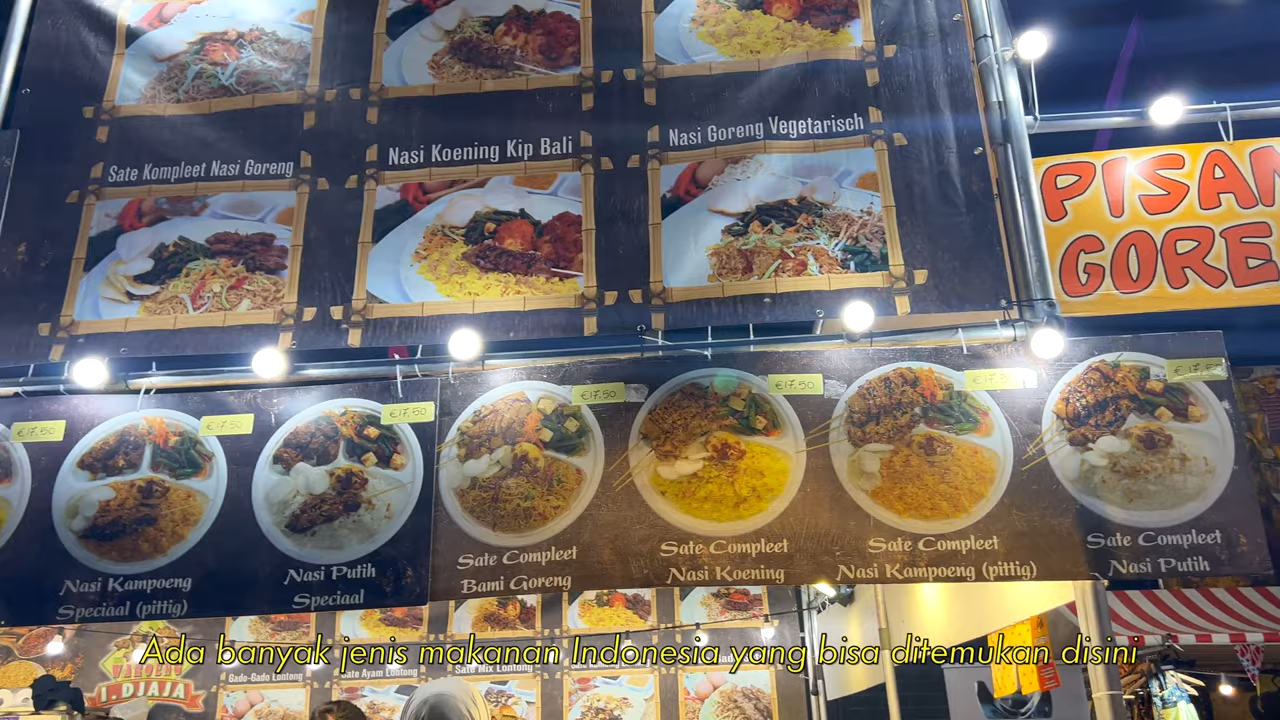 Sate Kompleet Nasi Goreng
Nasi Koening Kip Bali
Nasi Goreng Vegetarisch
PISAN
GORE
€17,50
€17,50
€17,50
€17,50
€17,50
€17,50
€17,50
Nasi Kampoeng
Speciaal (pittig)
Nasi Putih
Speciaal
Sate Compleet
Bami Goreng
Sate Compleet
Nasi Koening
Sate Compleet
Nasi Kampoeng (pittig)
Sate Compleet
Nasi Putih
Ada banyak jenis makanan Indonesia yang bisa ditemukan disini
WAROENG
I.DJAJA
Gado-Gado Lontong
Sate Ayam Lontong
Sate Mix Lontong